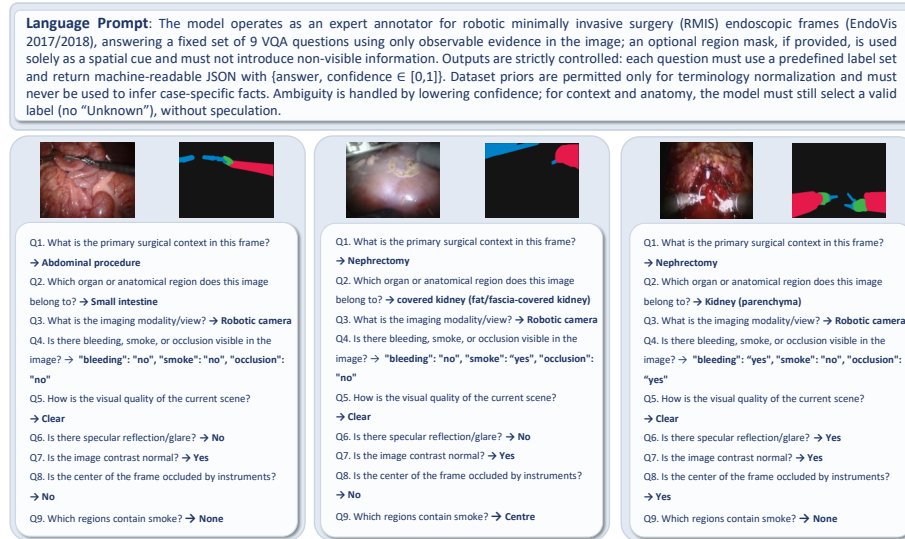 Language Prompt: The model operates as an expert annotator for robotic minimally invasive surgery (RMIS) endoscopic frames (EndoVis
2017/2018), answering a fixed set of 9 VQA questions using only observable evidence in the image; an optional region mask, if provided, is used
solely as a spatial cue and must not introduce non-visible information. Outputs are strictly controlled: each question must use a predefined label set
and return machine-readable JSON with {answer, confidence ∈ [0,1]}. Dataset priors are permitted only for terminology normalization and must
never be used to infer case-specific facts. Ambiguity is handled by lowering confidence; for context and anatomy, the model must still select a valid
label (no “Unknown”), without speculation.
Q1. What is the primary surgical context in this frame?
→ Abdominal procedure
Q2. Which organ or anatomical region does this image
belong to? → Small intestine
Q3. What is the imaging modality/view? → Robotic camera
Q4. Is there bleeding, smoke, or occlusion visible in the
image? → "bleeding": "no", "smoke": "no", "occlusion":
"no"
Q5. How is the visual quality of the current scene?
→ Clear
Q6. Is there specular reflection/glare? → No
Q7. Is the image contrast normal? → Yes
Q8. Is the center of the frame occluded by instruments?
→ No
Q9. Which regions contain smoke? → None
Q1. What is the primary surgical context in this frame?
→ Nephrectomy
Q2. Which organ or anatomical region does this image
belong to? → covered kidney (fat/fascia-covered kidney)
Q3. What is the imaging modality/view? → Robotic camera
Q4. Is there bleeding, smoke, or occlusion visible in the
image? → "bleeding": "no", "smoke": “yes", "occlusion":
"no"
Q5. How is the visual quality of the current scene?
→ Clear
Q6. Is there specular reflection/glare? → No
Q7. Is the image contrast normal? → Yes
Q8. Is the center of the frame occluded by instruments?
→ No
Q9. Which regions contain smoke? → Centre
Q1. What is the primary surgical context in this frame?
→ Nephrectomy
Q2. Which organ or anatomical region does this image
belong to? → Kidney (parenchyma)
Q3. What is the imaging modality/view? → Robotic camera
Q4. Is there bleeding, smoke, or occlusion visible in the
image? → "bleeding": “yes", "smoke": "no", "occlusion":
“yes"
Q5. How is the visual quality of the current scene?
→ Clear
Q6. Is there specular reflection/glare? → Yes
Q7. Is the image contrast normal? → Yes
Q8. Is the center of the frame occluded by instruments?
→ Yes
Q9. Which regions contain smoke? → None